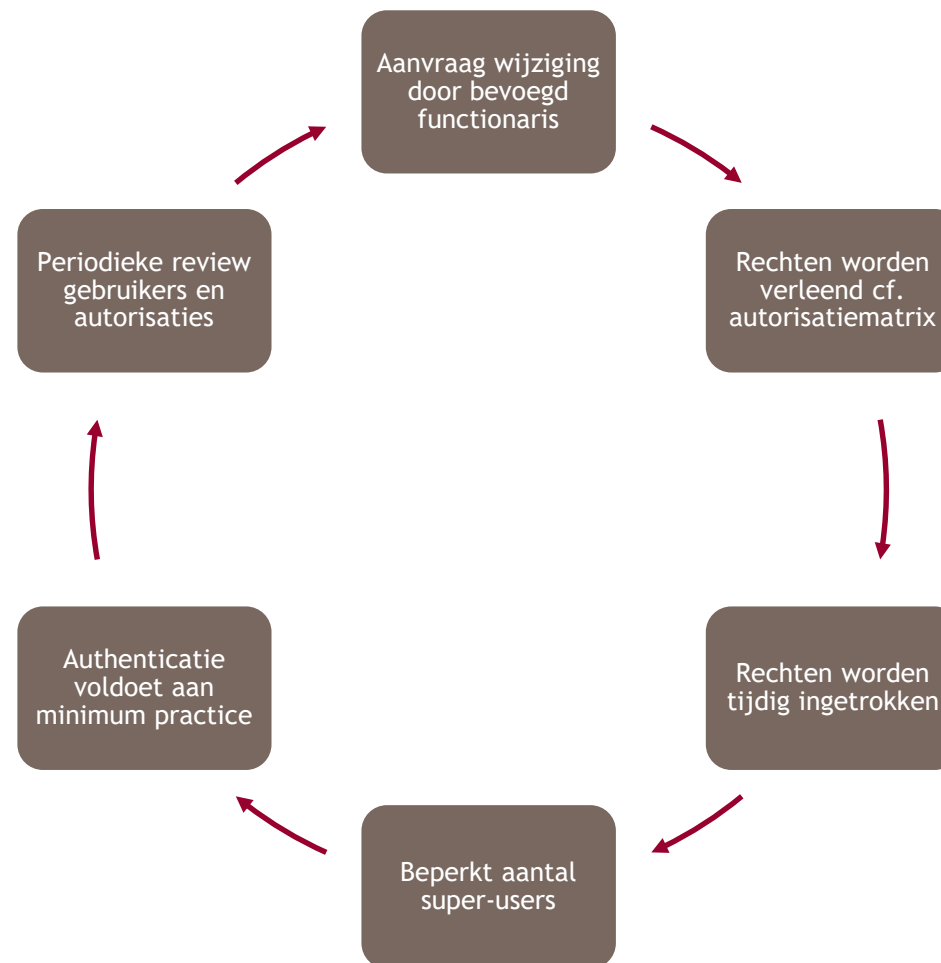 Aanvraag wijziging
door bevoegd
functionaris
Rechten worden
verleend cf.
autorisatiematrix
Rechten worden
tijdig ingetrokken
Beperkt aantal
super-users
Authenticatie
voldoet aan
minimum practice
Periodieke review
gebruikers en
autorisaties